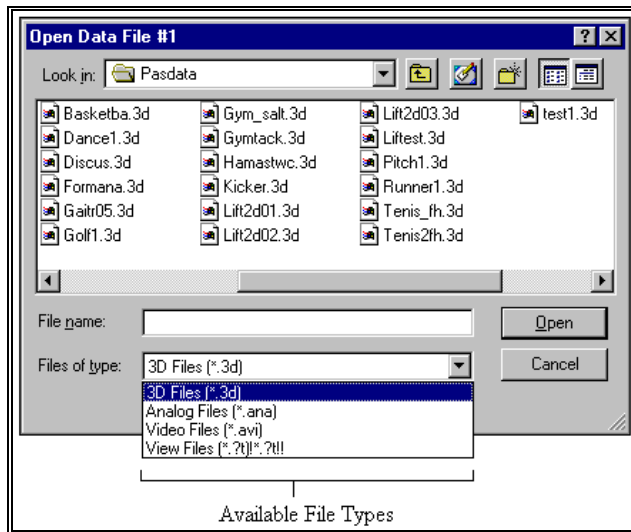 Open Data File #1
Look in: Pasdata
Basketba.3d Gym_salt.3d Lift2d03.3d test1.3d
Dance1.3d Gymtack.3d Liftest.3d
Discus.3d Hamastwc.3d Pitch1.3d
Formana.3d Kicker.3d Runner1.3d
Gaitr05.3d Lift2d01.3d Tenis_fh.3d
Golf1.3d Lift2d02.3d Tenis2fh.3d
File name: Open
Files of type: 3D Files (*.3d) Cancel
3D Files (*.3d)
Analog Files (*.ana)
Video Files (*.avi)
View Files (*.?t)!*.?t!!
Available File Types